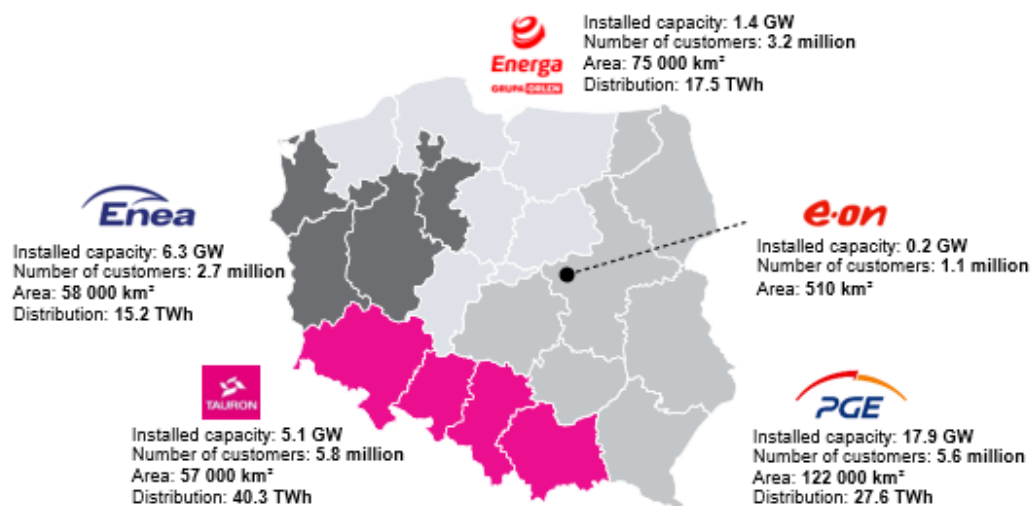 Energa
GRUPA ORLEN
Installed capacity: 1.4 GW
Number of customers: 3.2 million
Area: 75 000 km²
Distribution: 17.5 TWh
Enea
Installed capacity: 6.3 GW
Number of customers: 2.7 million
Area: 58 000 km²
Distribution: 15.2 TWh
e·on
Installed capacity: 0.2 GW
Number of customers: 1.1 million
Area: 510 km²
TAURON
Installed capacity: 5.1 GW
Number of customers: 5.8 million
Area: 57 000 km²
Distribution: 40.3 TWh
PGE
Installed capacity: 17.9 GW
Number of customers: 5.6 million
Area: 122 000 km²
Distribution: 27.6 TWh